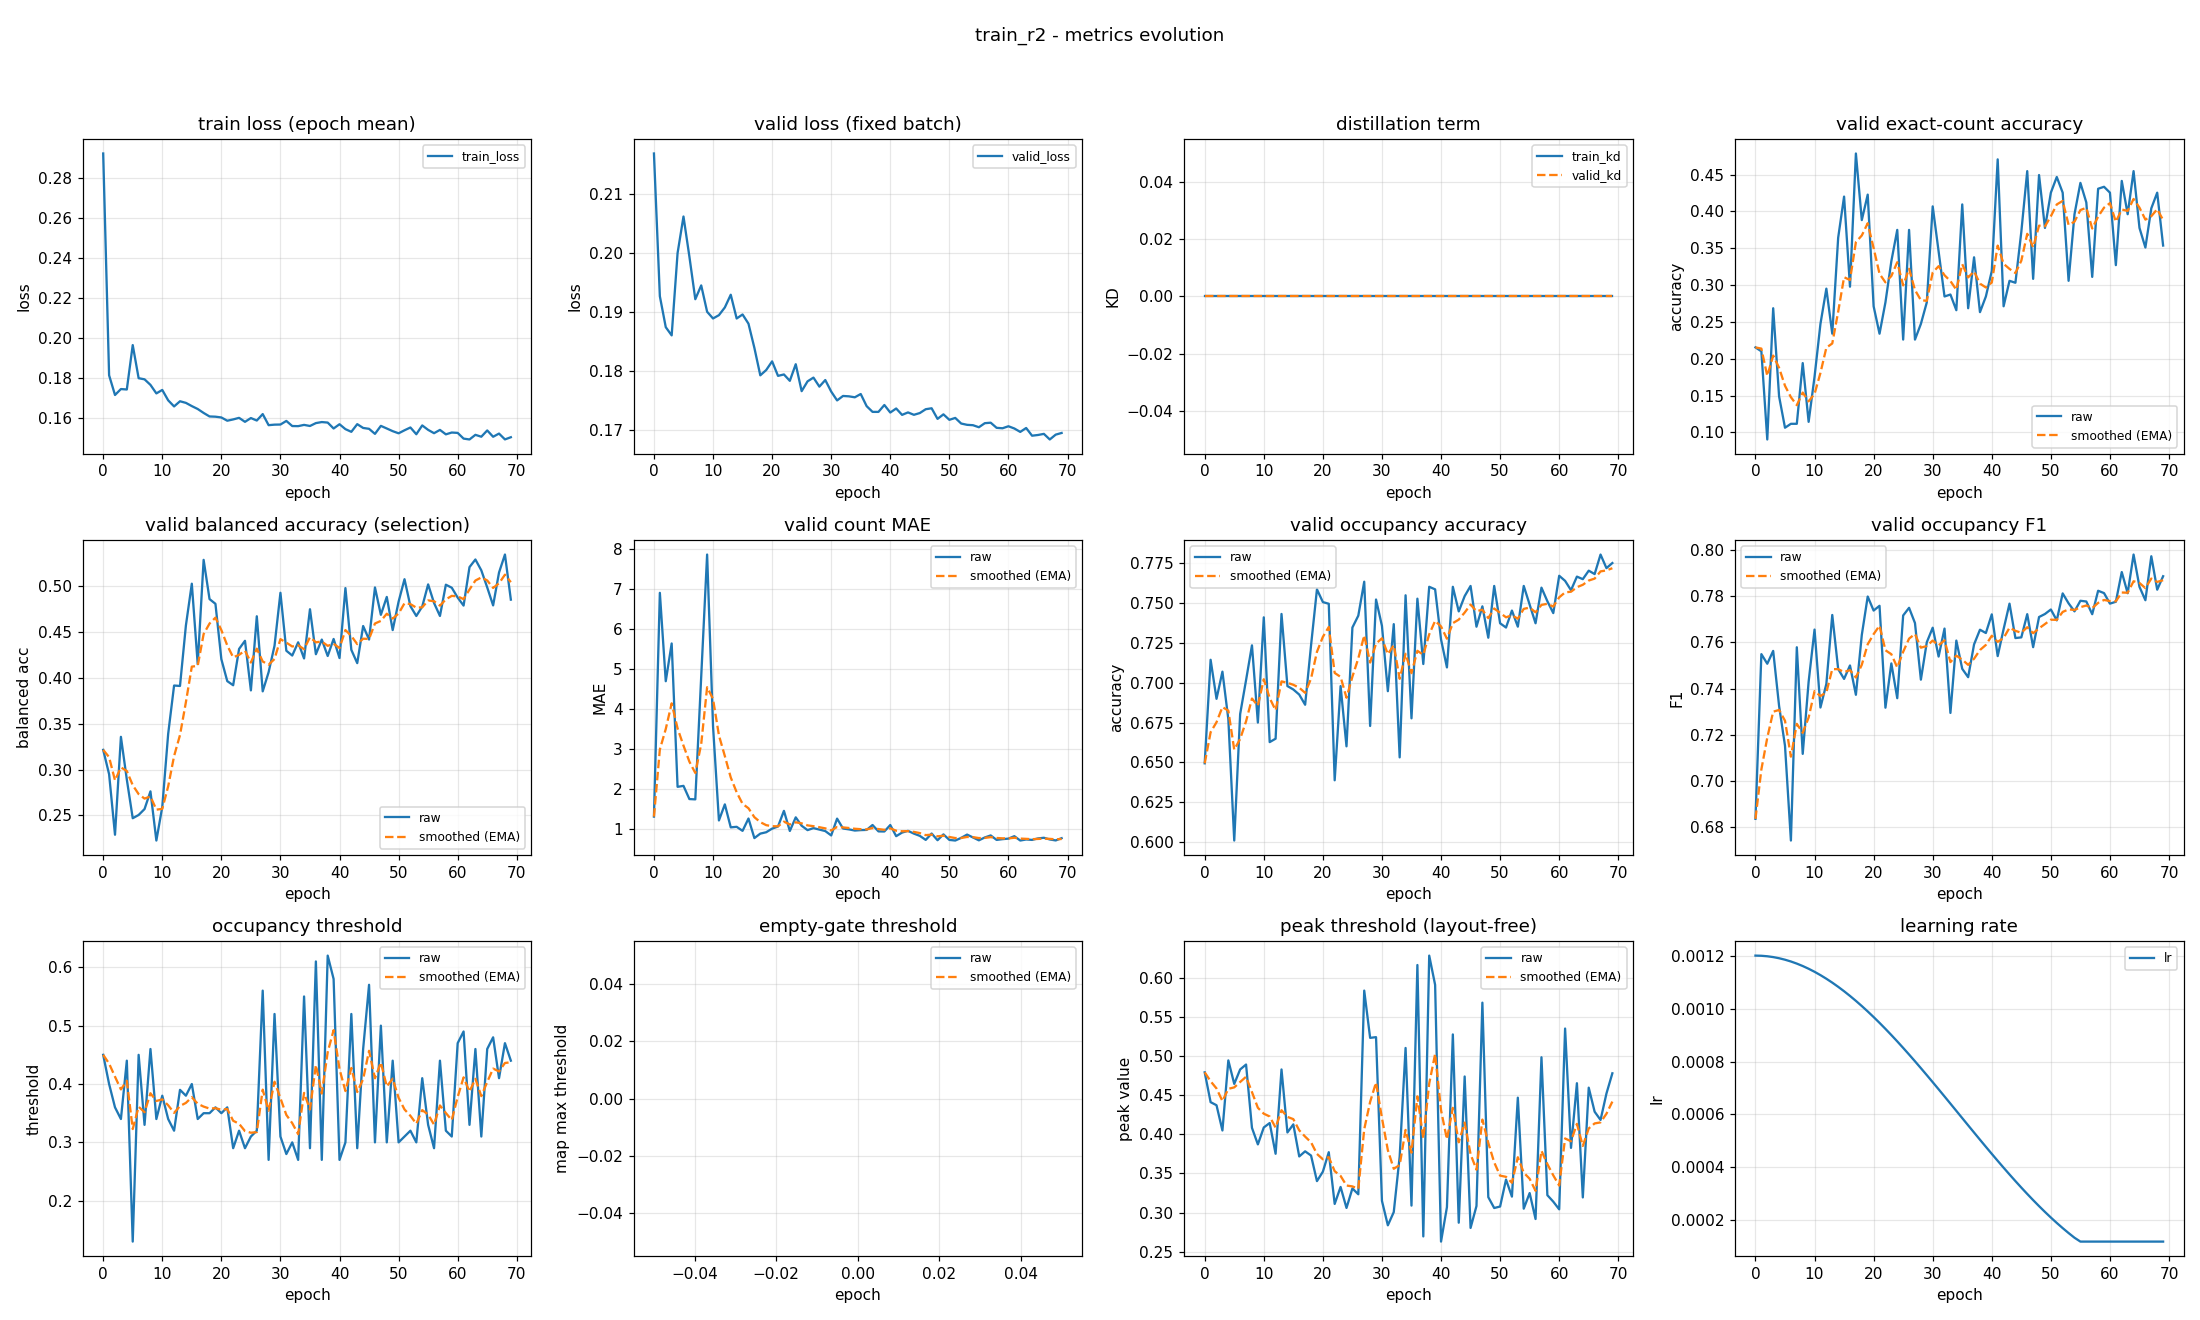 train_r2 - metrics evolution
train loss (epoch mean)
train_loss
loss
0.28
0.26
0.24
0.22
0.20
0.18
0.16
0 10 20 30 40 50 60 70
epoch
valid loss (fixed batch)
valid_loss
loss
0.21
0.20
0.19
0.18
0.17
0 10 20 30 40 50 60 70
epoch
distillation term
train_kd
valid_kd
KD
0.04
0.02
0.00
−0.02
−0.04
0 10 20 30 40 50 60 70
epoch
valid exact-count accuracy
accuracy
0.45
0.40
0.35
0.30
0.25
0.20
0.15
0.10
raw
smoothed (EMA)
0 10 20 30 40 50 60 70
epoch
valid balanced accuracy (selection)
balanced acc
0.50
0.45
0.40
0.35
0.30
0.25
raw
smoothed (EMA)
0 10 20 30 40 50 60 70
epoch
valid count MAE
raw
smoothed (EMA)
MAE
8
7
6
5
4
3
2
1
0 10 20 30 40 50 60 70
epoch
valid occupancy accuracy
raw
smoothed (EMA)
accuracy
0.775
0.750
0.725
0.700
0.675
0.650
0.625
0.600
0 10 20 30 40 50 60 70
epoch
valid occupancy F1
raw
smoothed (EMA)
F1
0.80
0.78
0.76
0.74
0.72
0.70
0.68
0 10 20 30 40 50 60 70
epoch
occupancy threshold
raw
smoothed (EMA)
threshold
0.6
0.5
0.4
0.3
0.2
0 10 20 30 40 50 60 70
epoch
empty-gate threshold
raw
smoothed (EMA)
map max threshold
0.04
0.02
0.00
−0.02
−0.04
−0.04 −0.02 0.00 0.02 0.04
epoch
peak threshold (layout-free)
raw
smoothed (EMA)
peak value
0.60
0.55
0.50
0.45
0.40
0.35
0.30
0.25
0 10 20 30 40 50 60 70
epoch
learning rate
lr
lr
0.0012
0.0010
0.0008
0.0006
0.0004
0.0002
0 10 20 30 40 50 60 70
epoch